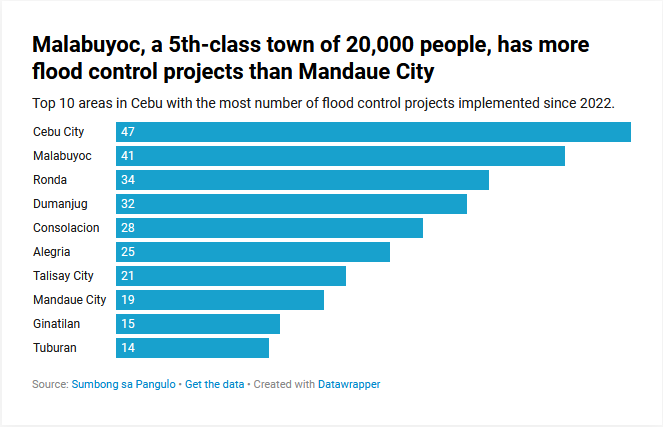 Malabuyoc, a 5th-class town of 20,000 people, has more
flood control projects than Mandaue City
Top 10 areas in Cebu with the most number of flood control projects implemented since 2022.
Cebu City 47
Malabuyoc 41
Ronda 34
Dumanjug 32
Consolacion 28
Alegria 25
Talisay City 21
Mandaue City 19
Ginatilan 15
Tuburan 14
Source: Sumbong sa Pangulo • Get the data • Created with Datawrapper